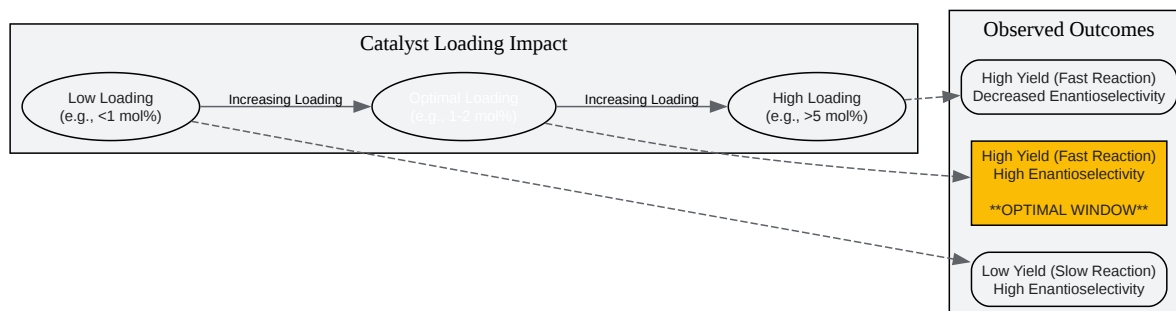 Catalyst Loading Impact
Low Loading
(e.g., <1 mol%)
Increasing Loading
Optimal Loading
(e.g., 1-2 mol%)
Increasing Loading
High Loading
(e.g., >5 mol%)
Observed Outcomes
High Yield (Fast Reaction)
Decreased Enantioselectivity
High Yield (Fast Reaction)
High Enantioselectivity
**OPTIMAL WINDOW**
Low Yield (Slow Reaction)
High Enantioselectivity